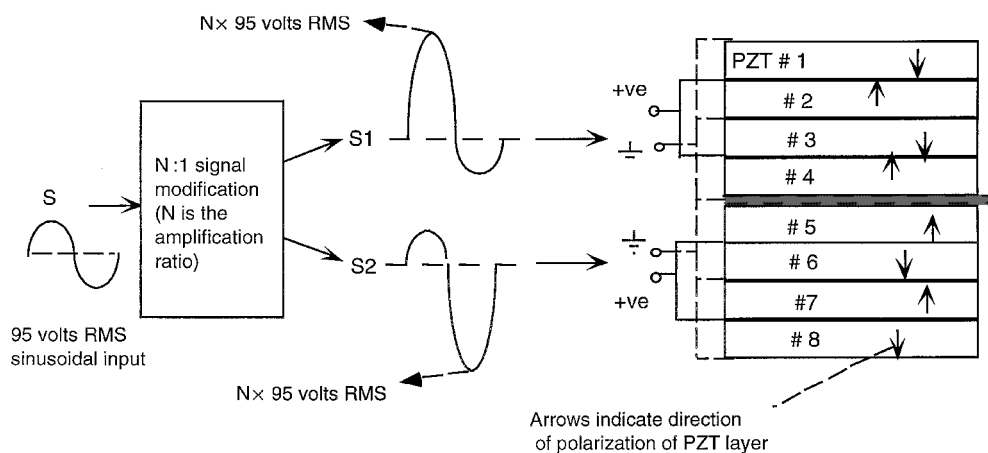 N× 95 volts RMS
PZT # 1
+ve
# 2
S1
# 3
N :1 signal
modification
(N is the
amplification
ratio)
# 4
S
# 5
S2
# 6
+ve
#7
95 volts RMS
sinusoidal input
# 8
N× 95 volts RMS
Arrows indicate direction
of polarization of PZT layer